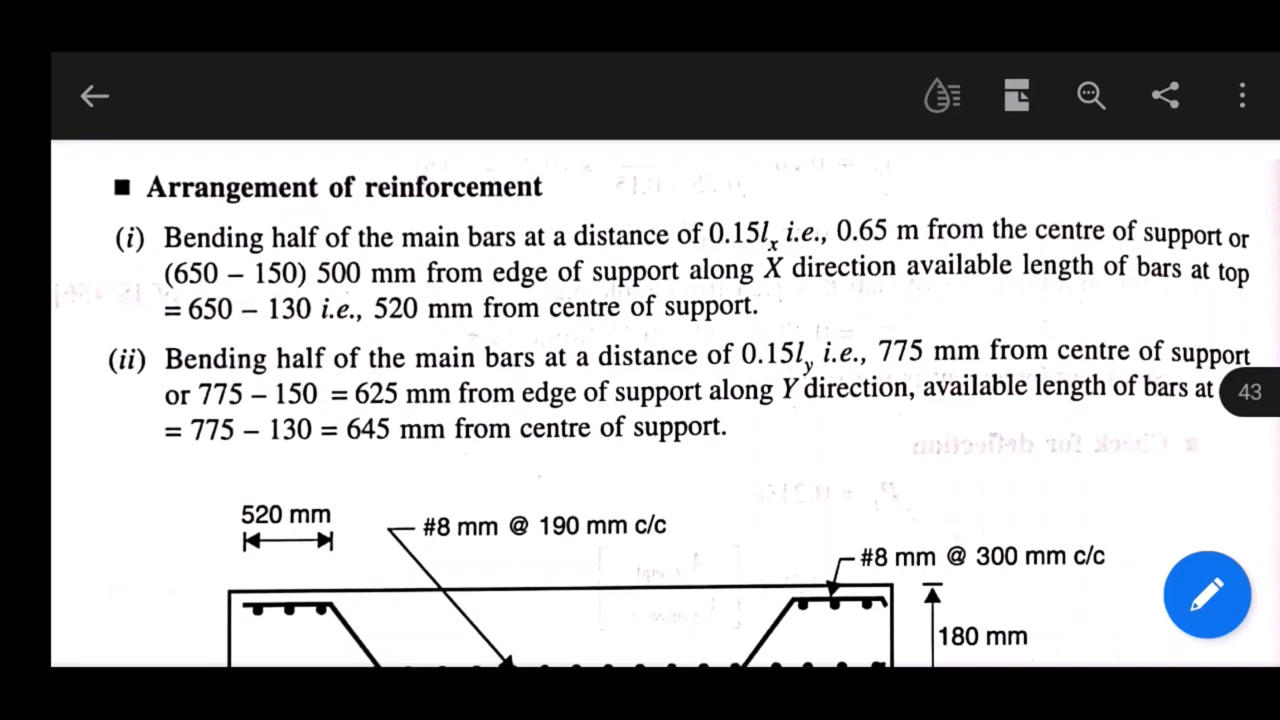 ■ Arrangement of reinforcement
(i) Bending half of the main bars at a distance of 0.15lx i.e., 0.65 m from the centre of support or
(650 – 150) 500 mm from edge of support along X direction available length of bars at top
= 650 – 130 i.e., 520 mm from centre of support.
(ii) Bending half of the main bars at a distance of 0.15ly i.e., 775 mm from centre of support
or 775 – 150 = 625 mm from edge of support along Y direction, available length of bars at
43
= 775 – 130 = 645 mm from centre of support.
520 mm
#8 mm @ 190 mm c/c
#8 mm @ 300 mm c/c
180 mm